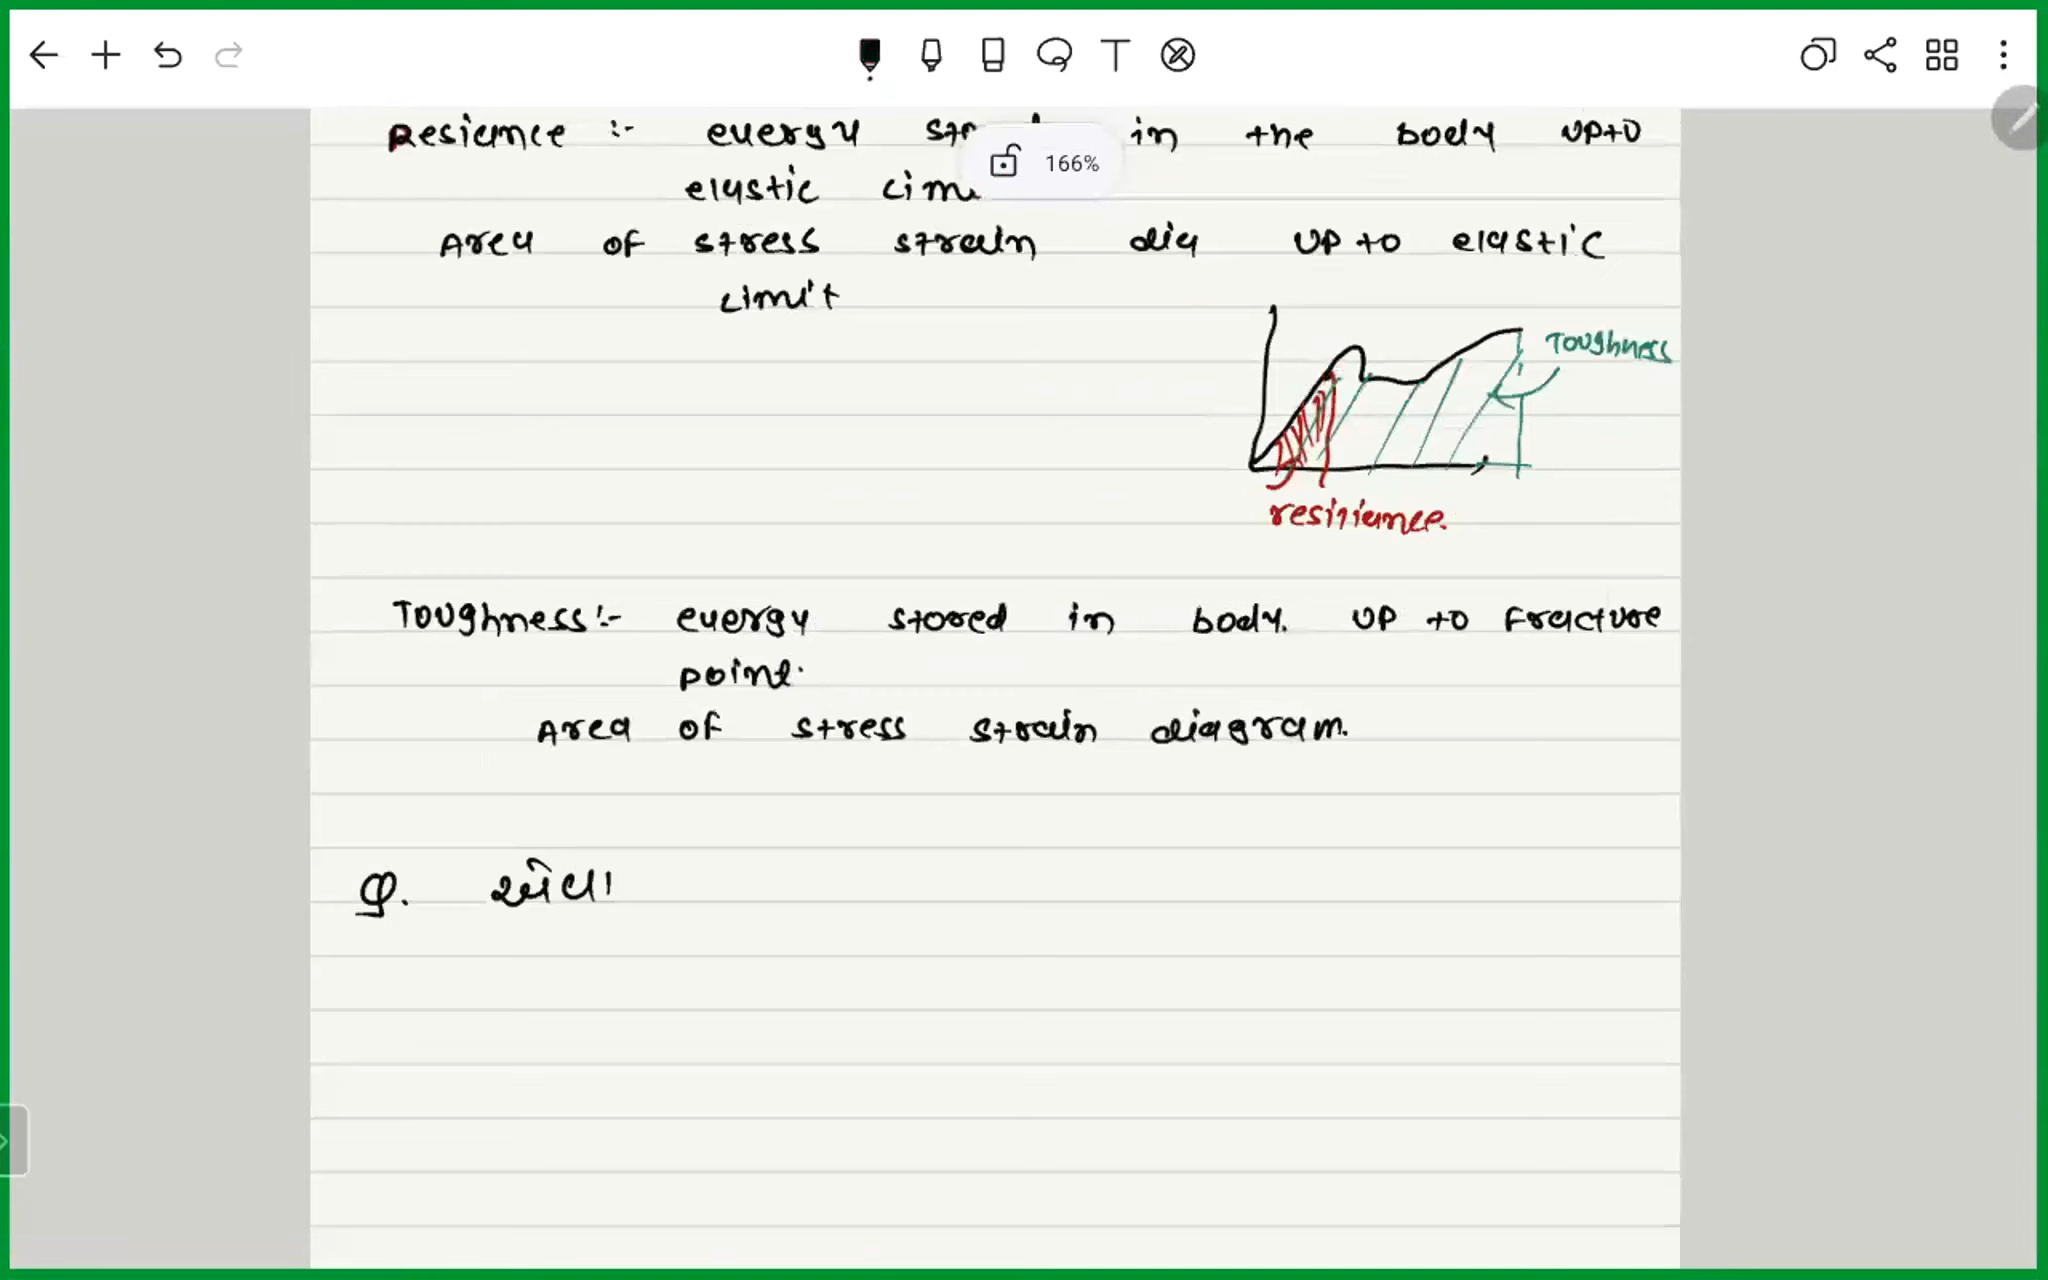 Resience :- energy in the body upto
166%
elastic
Area of stress strain dia up to elastic
limit
Toughness
resilience.
Toughness :- energy stored in body. up to Fracture
point.
Area of stress strain diagram.
Q.